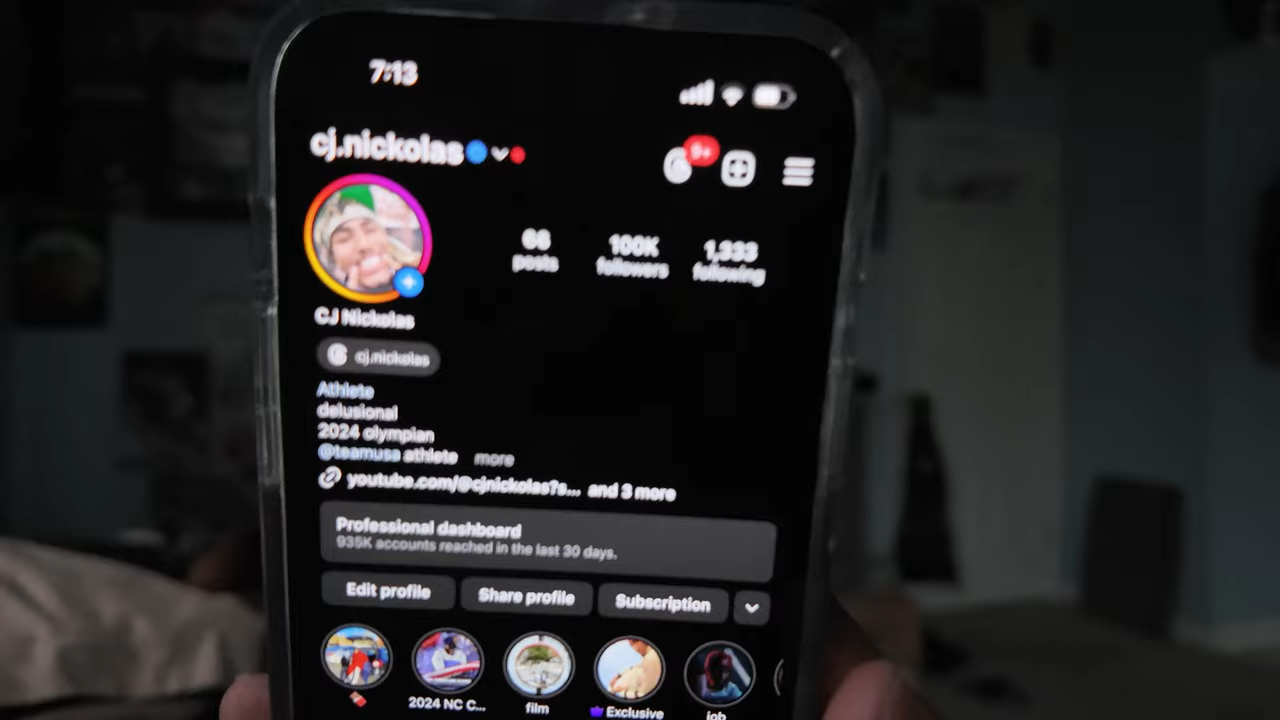 7:13
cj.nickolas
9+
66 100K 1,333
posts followers following
CJ Nickolas
cj.nickolas
Athlete
delusional
2024 olympian
@teamusa athlete more
youtube.com/@cjnickolas?s... and 3 more
Professional dashboard
935K accounts reached in the last 30 days.
Edit profile Share profile Subscription
2024 NC C... film Exclusive